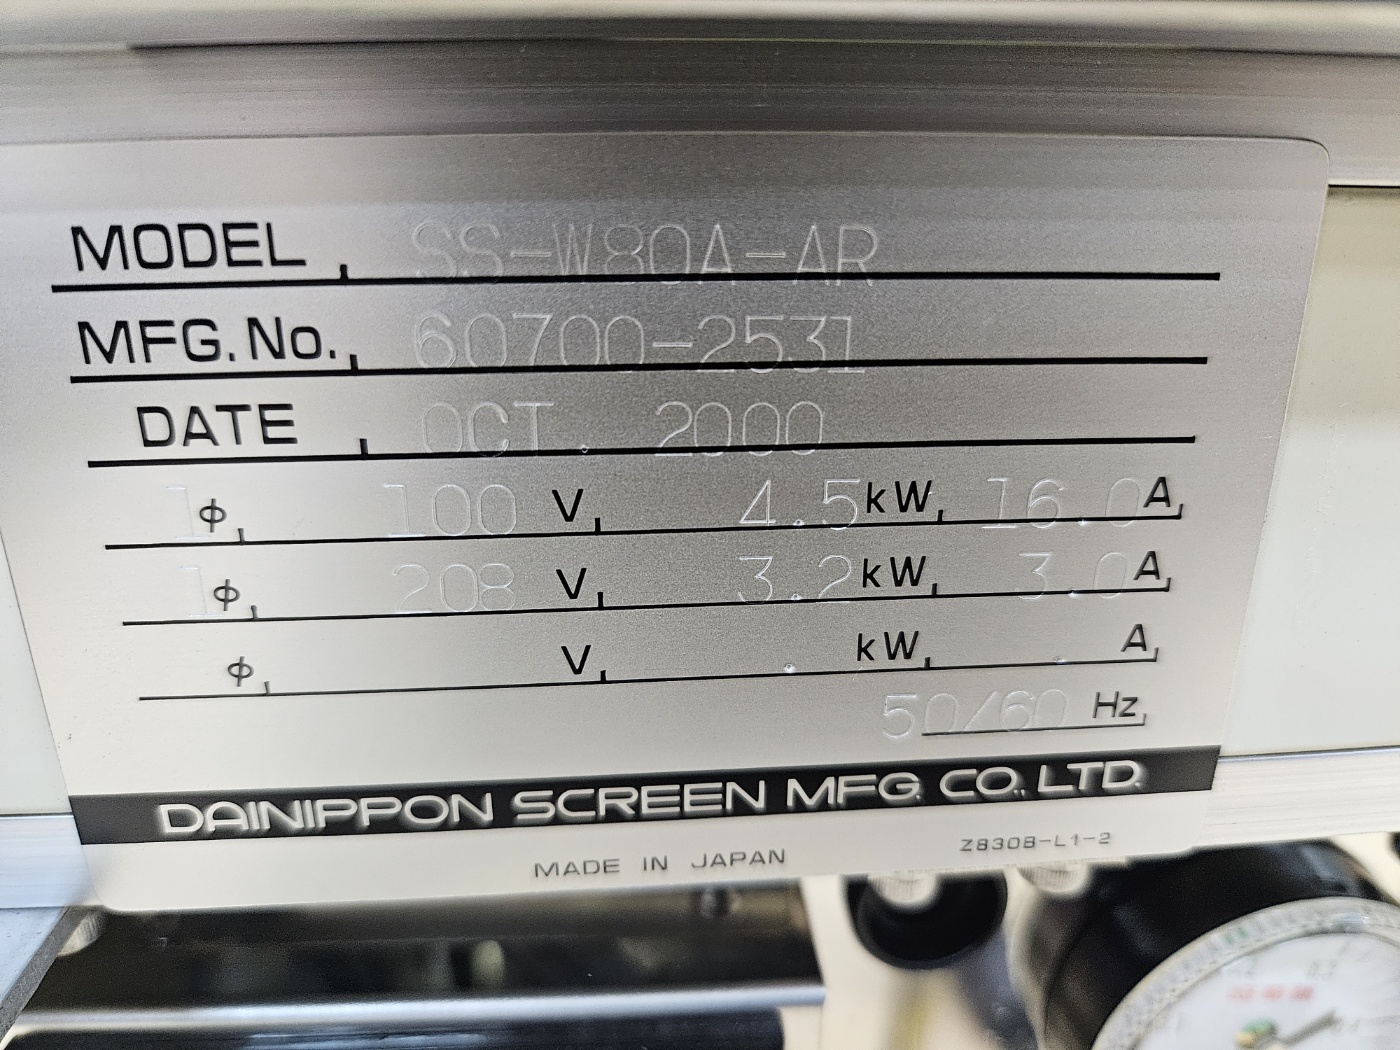 MODEL SS-W80A-AR
MFG. No. 60700-2531
DATE OCT. 2000
1φ 100 V 4.5 kW 16.0 A
1φ 208 V 3.2 kW 3.0 A
φ V . kW . A
50/60 Hz
DAINIPPON SCREEN MFG. CO., LTD.
MADE IN JAPAN Z8308-L1-2